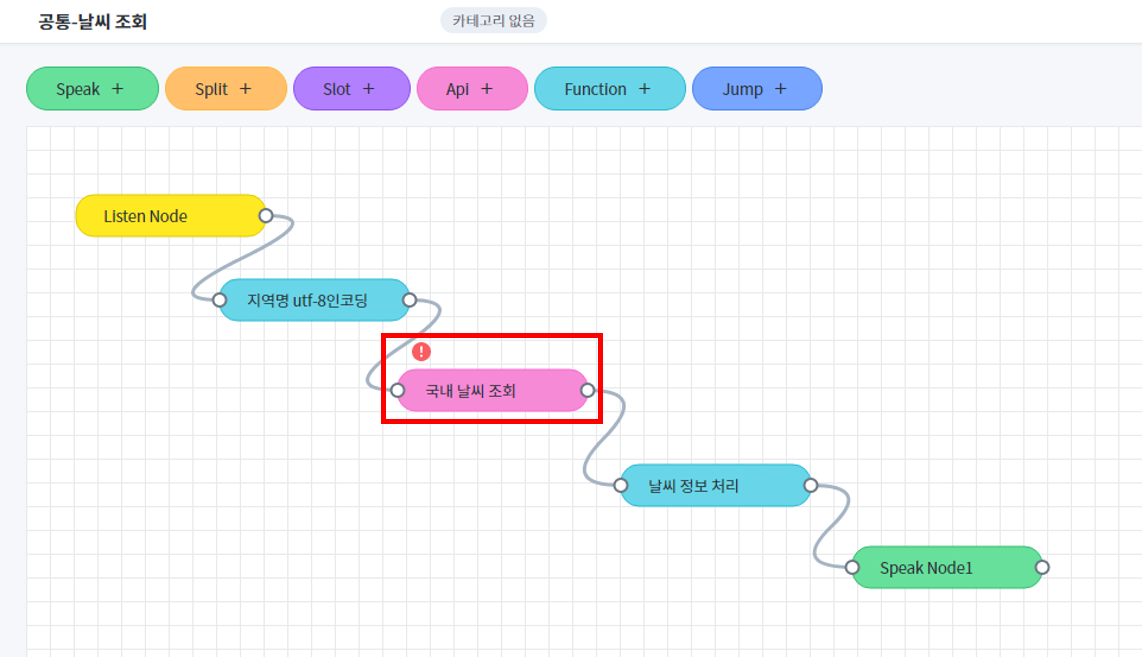 공통-날씨 조회
카테고리 없음
Speak +
Split +
Slot +
Api +
Function +
Jump +
Listen Node
지역명 utf-8인코딩
!
국내 날씨 조회
날씨 정보 처리
Speak Node1